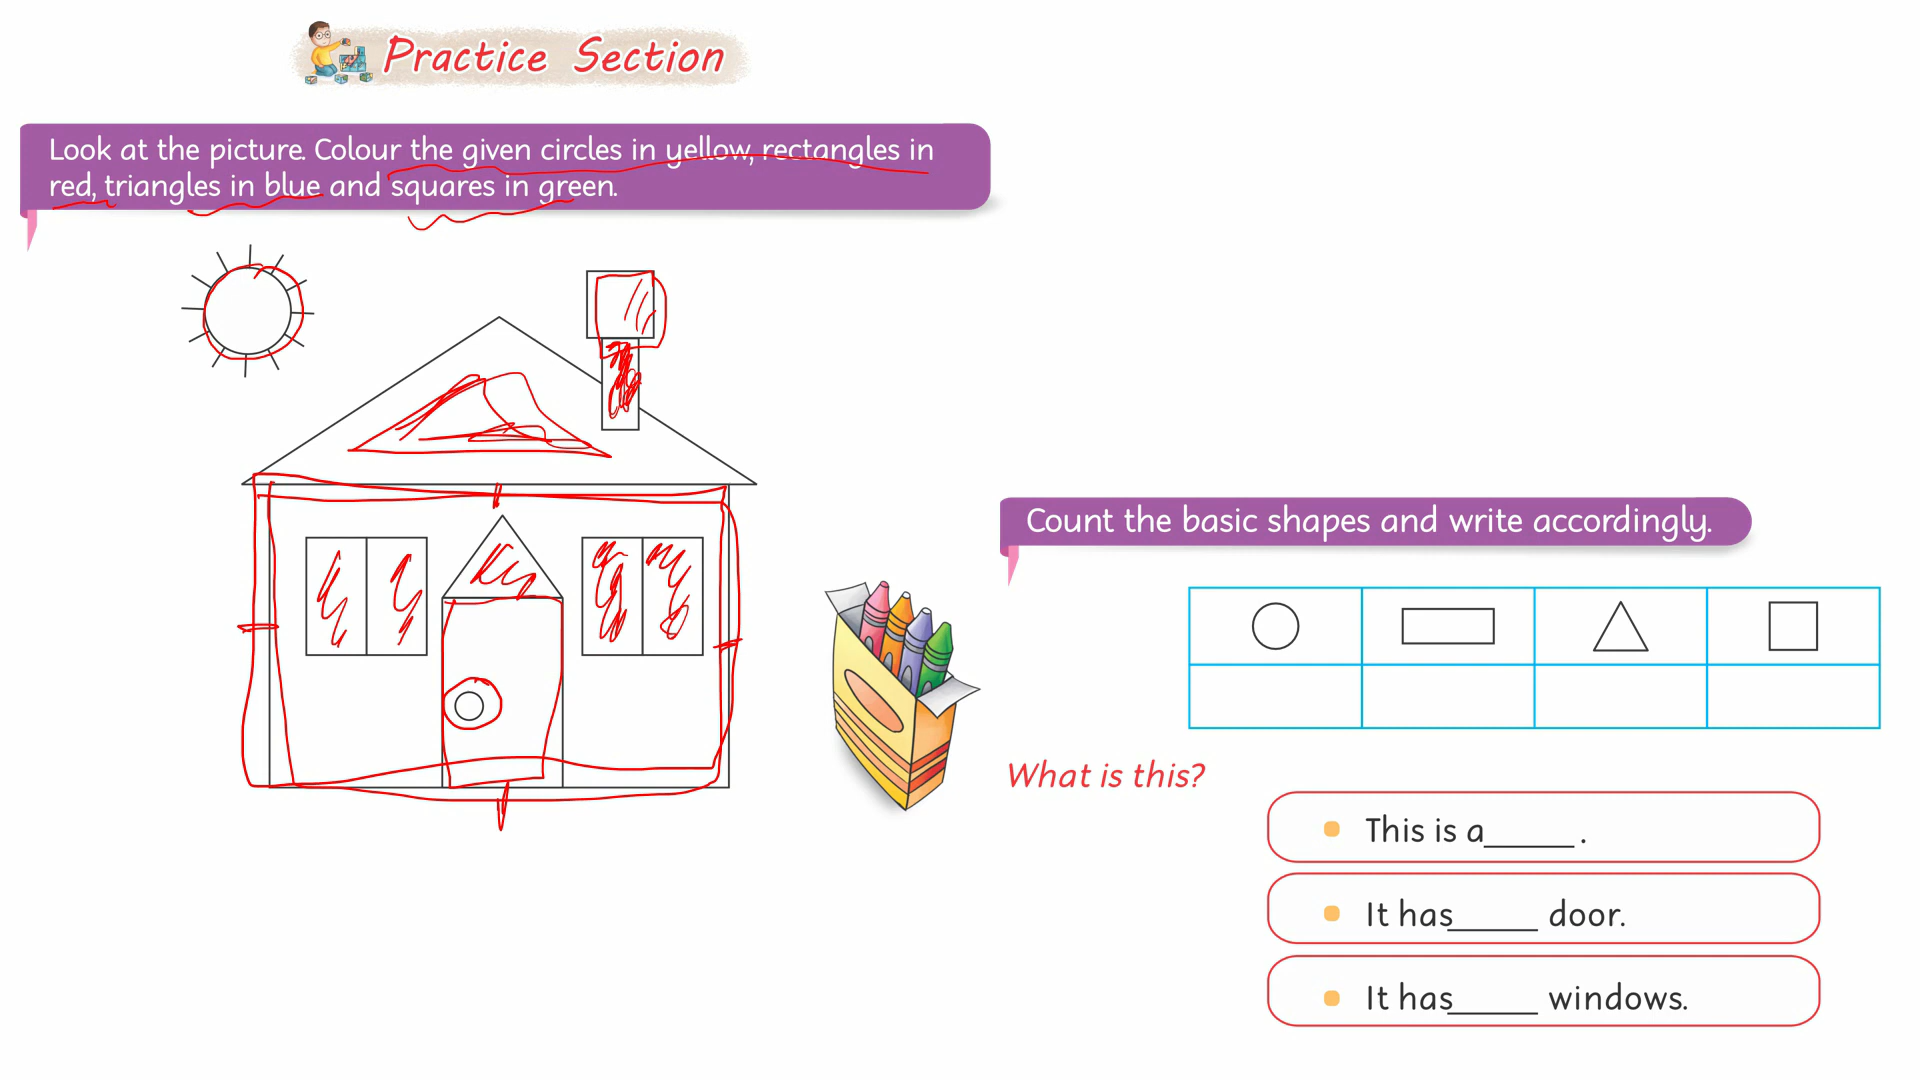 Practice Section
Look at the picture. Colour the given circles in yellow, rectangles in
red, triangles in blue and squares in green.
Count the basic shapes and write accordingly.
What is this?
This is a_____ .
It has_____ door.
It has_____ windows.